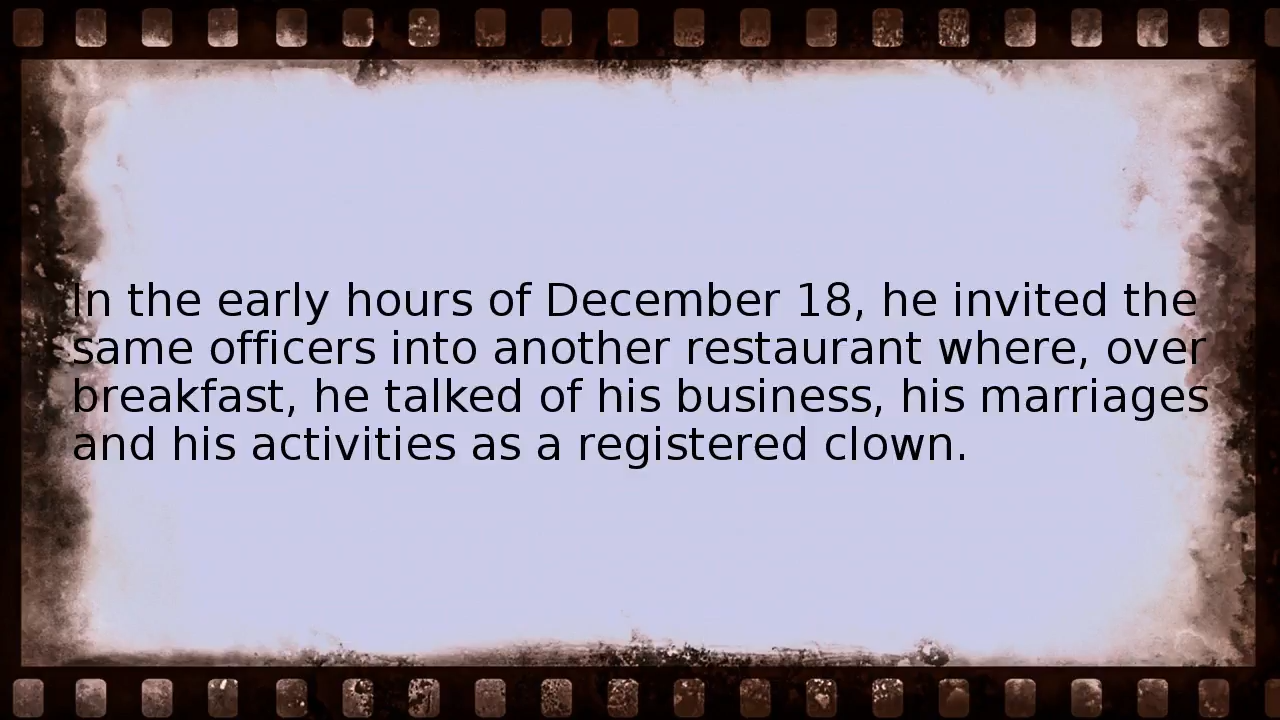 In the early hours of December 18, he invited the
same officers into another restaurant where, over
breakfast, he talked of his business, his marriages
and his activities as a registered clown.